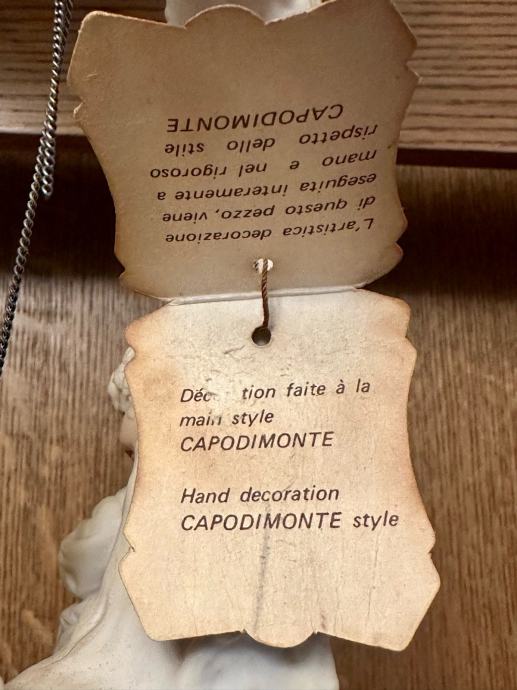 L'artistica decorazione
di questo pezzo, viene
eseguita interamente a
mano e nel rigoroso
rispetto dello stile
CAPODIMONTE
faite à la
main style
CAPODIMONTE
Hand decoration
CAPODIMONTE style